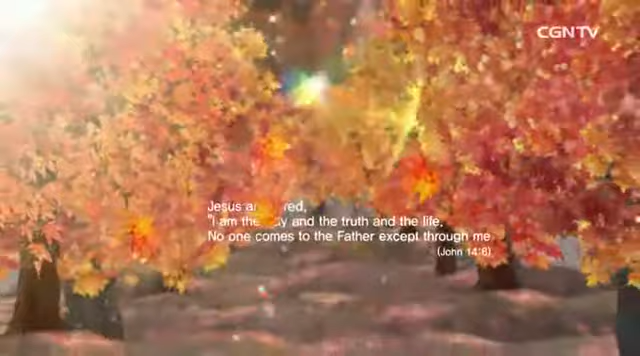 CGNTV
Jesus
"I am the and the truth and the life,
No one comes to the Father except through me
(John 14:6)